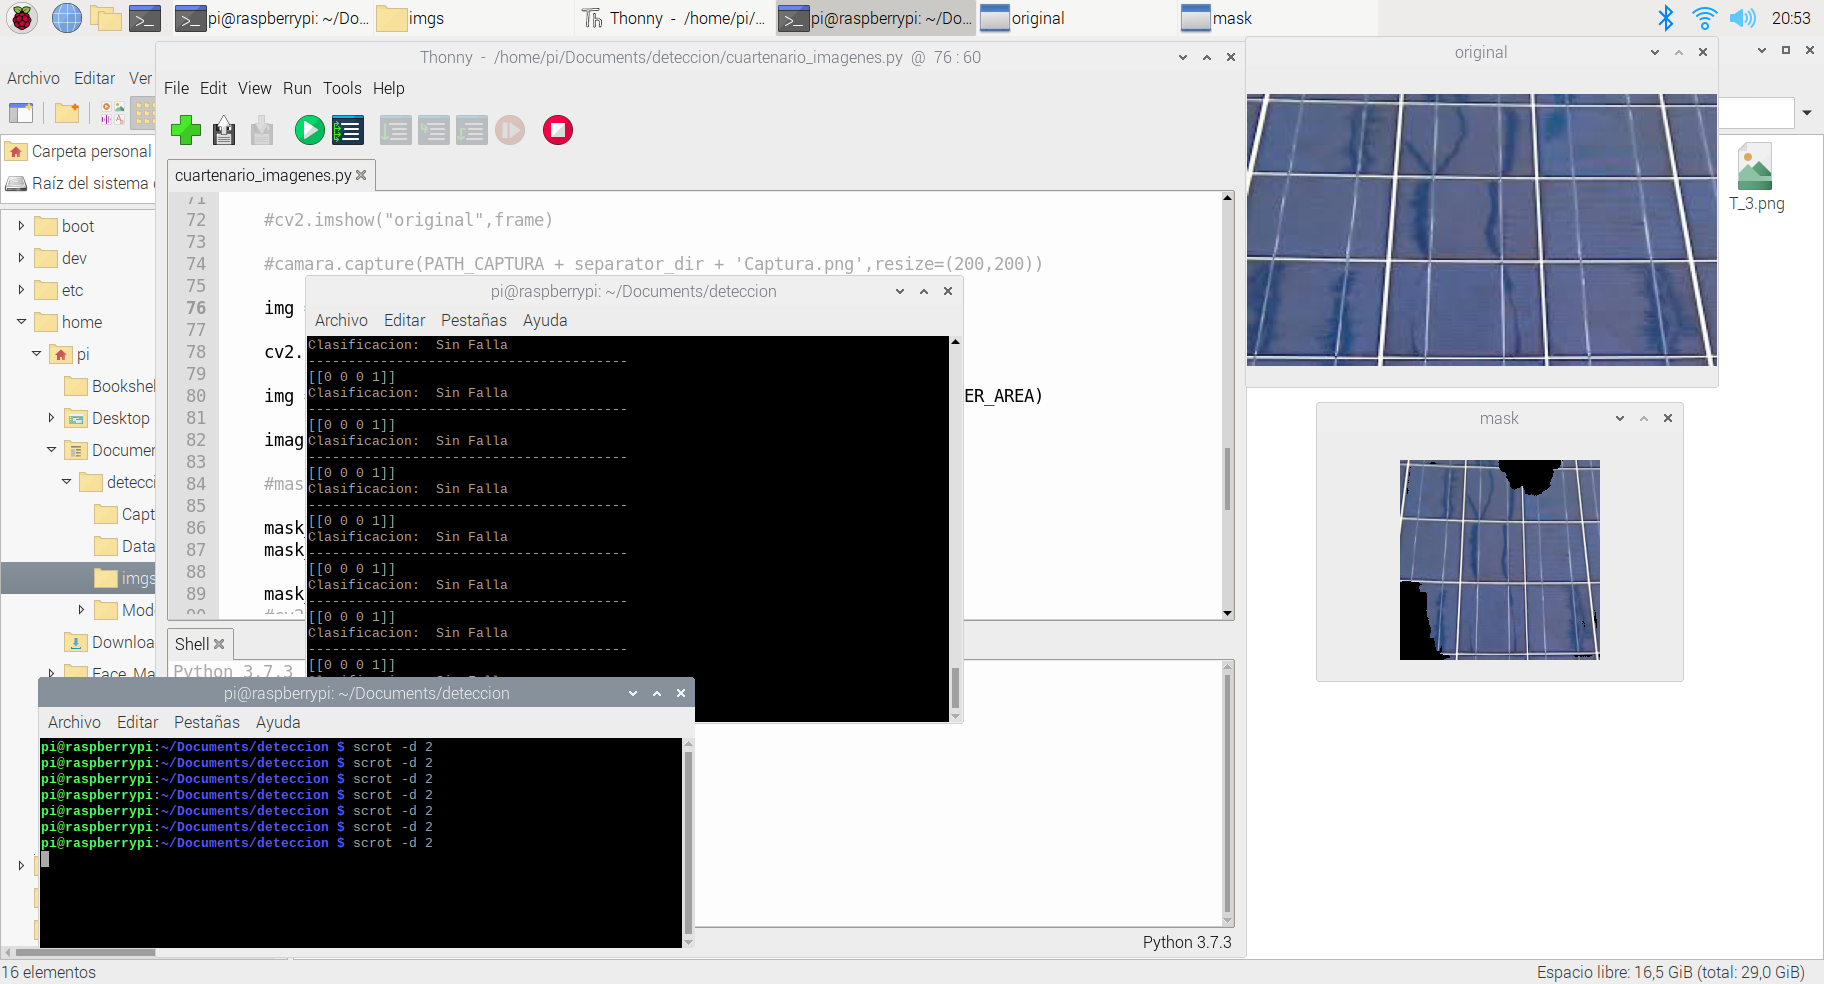 pi@raspberrypi: ~/Do...
imgs
Thonny - /home/pi/...
pi@raspberrypi: ~/Do...
original
mask
20:53
Archivo Editar Ver
Carpeta personal
Raíz del sistema
boot
dev
etc
home
pi
Bookshel
Desktop
Documen
detecci
Capt
Data
imgs
Mod
Downloa
Face_Ma
16 elementos
Espacio libre: 16,5 GiB (total: 29,0 GiB)
T_3.png
Thonny - /home/pi/Documents/deteccion/cuartenario_imagenes.py @ 76 : 60
File Edit View Run Tools Help
cuartenario_imagenes.py
71
72 #cv2.imshow("original",frame)
73
74 #camara.capture(PATH_CAPTURA + separator_dir + 'Captura.png',resize=(200,200))
75
76 img
77
78 cv2.
79
80 img ER_AREA)
81
82 imag
83
84 #mas
85
86 mask
87 mask
88
89 mask
90 #cv2
Shell
Python 3.7.3
Python 3.7.3
pi@raspberrypi: ~/Documents/deteccion
Archivo Editar Pestañas Ayuda
Clasificacion: Sin Falla
----------------------------------------
[[0 0 0 1]]
Clasificacion: Sin Falla
----------------------------------------
[[0 0 0 1]]
Clasificacion: Sin Falla
----------------------------------------
[[0 0 0 1]]
Clasificacion: Sin Falla
----------------------------------------
[[0 0 0 1]]
Clasificacion: Sin Falla
----------------------------------------
[[0 0 0 1]]
Clasificacion: Sin Falla
----------------------------------------
[[0 0 0 1]]
Clasificacion: Sin Falla
----------------------------------------
[[0 0 0 1]]
pi@raspberrypi: ~/Documents/deteccion
Archivo Editar Pestañas Ayuda
pi@raspberrypi:~/Documents/deteccion $ scrot -d 2
pi@raspberrypi:~/Documents/deteccion $ scrot -d 2
pi@raspberrypi:~/Documents/deteccion $ scrot -d 2
pi@raspberrypi:~/Documents/deteccion $ scrot -d 2
pi@raspberrypi:~/Documents/deteccion $ scrot -d 2
pi@raspberrypi:~/Documents/deteccion $ scrot -d 2
pi@raspberrypi:~/Documents/deteccion $ scrot -d 2
original
mask